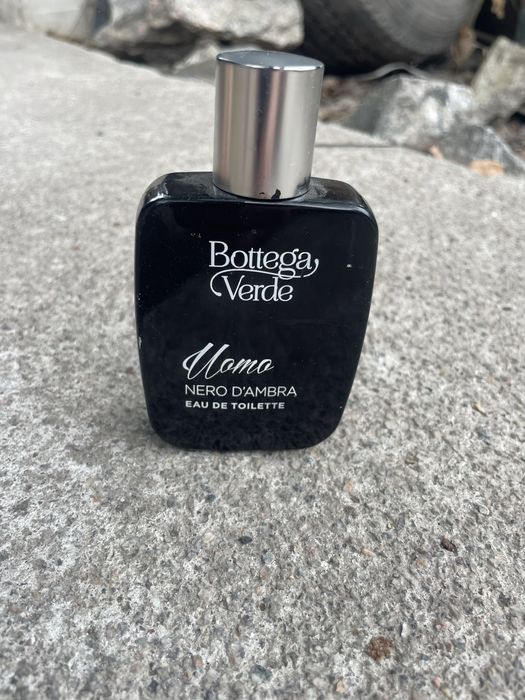 Bottega
Verde
Uomo
NERO D'AMBRA
EAU DE TOILETTE